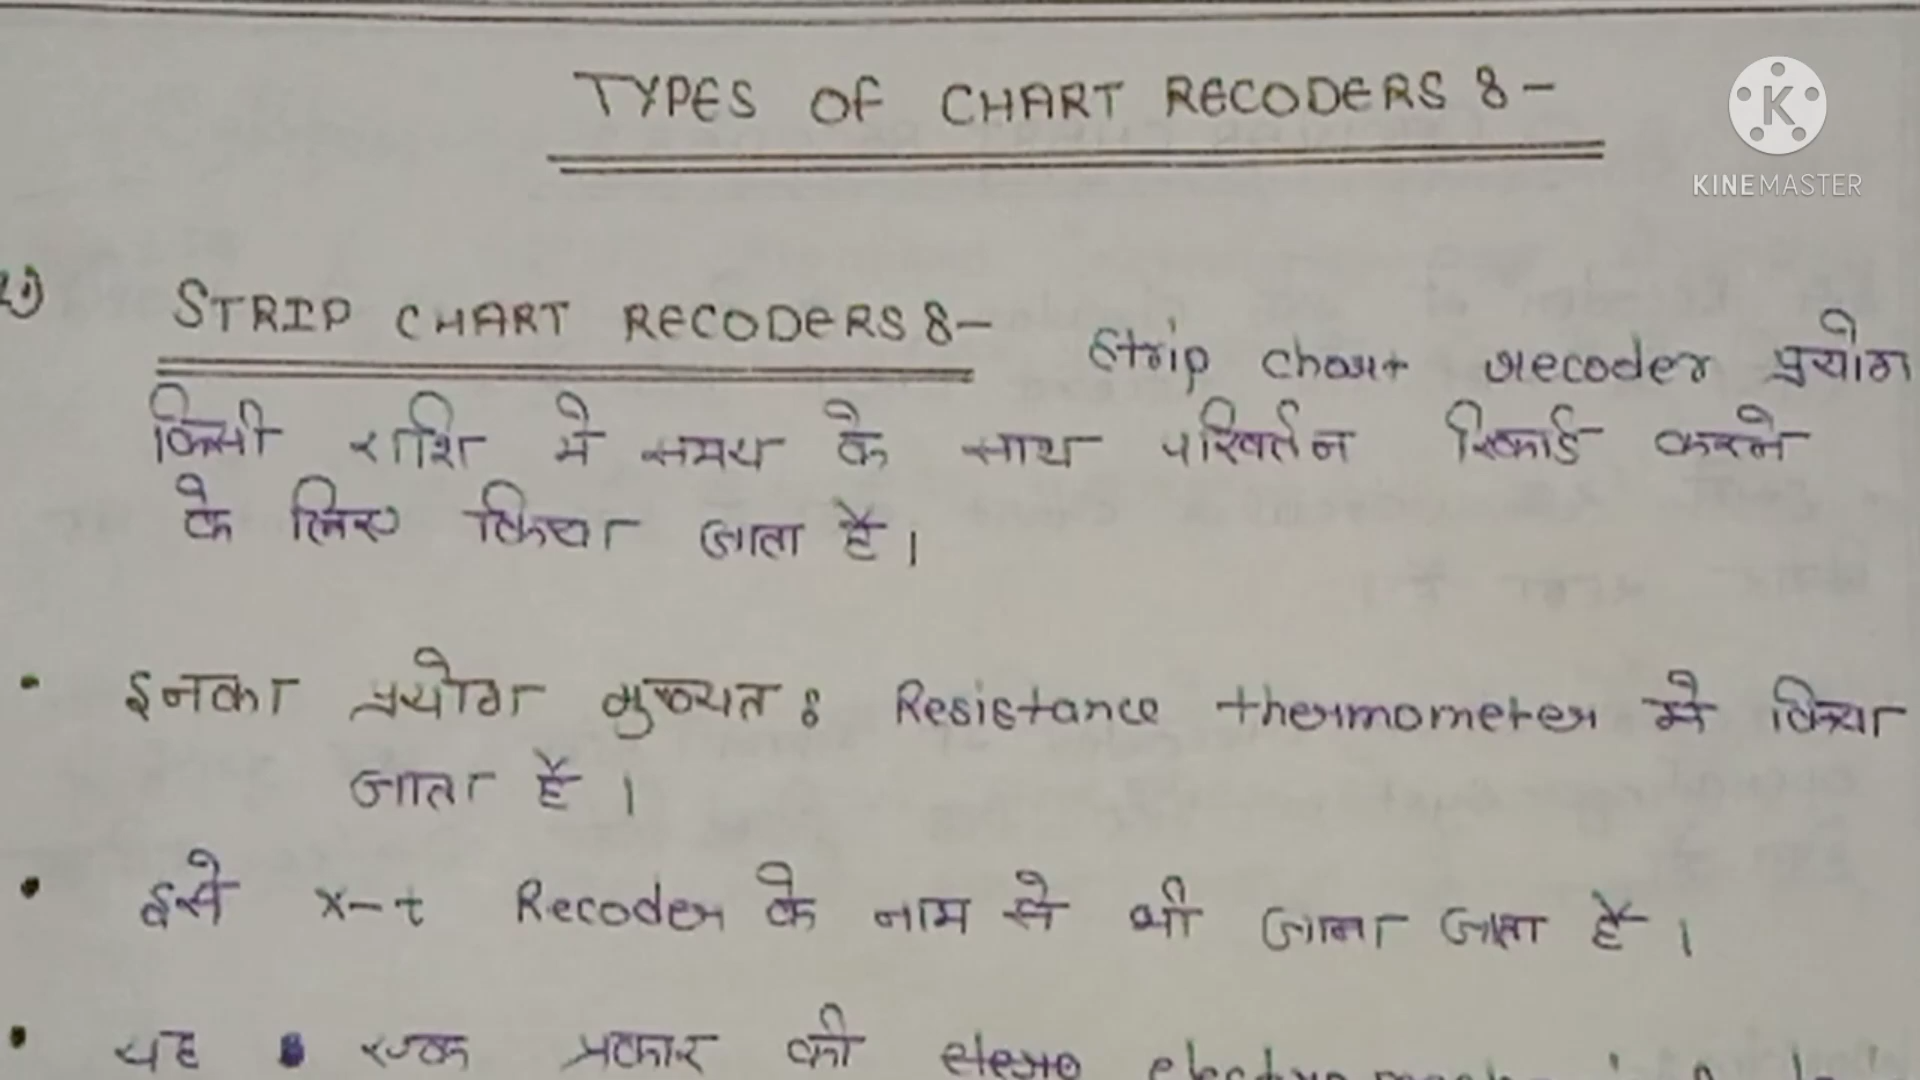 TYPES OF CHART RECODERS :-
KINEMASTER
1) STRIP CHART RECODERS :- Strip chart recoder प्रयोग
किसी राशि मे समय के साथ परिवर्तन रिकार्ड करने
के लिए किया जाता है।
• इनका प्रयोग मुख्यतः Resistance thermometer मे किया
जाता है।
• इसे x-t Recoder के नाम से भी जाना जाता है।
• यह एक प्रकार की